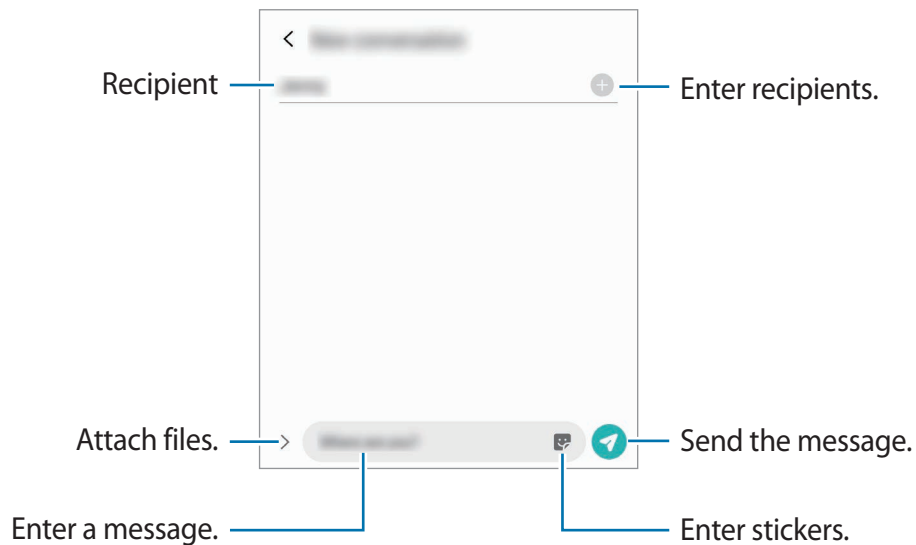 Recipient
Enter recipients.
Attach files.
Send the message.
Enter a message.
Enter stickers.